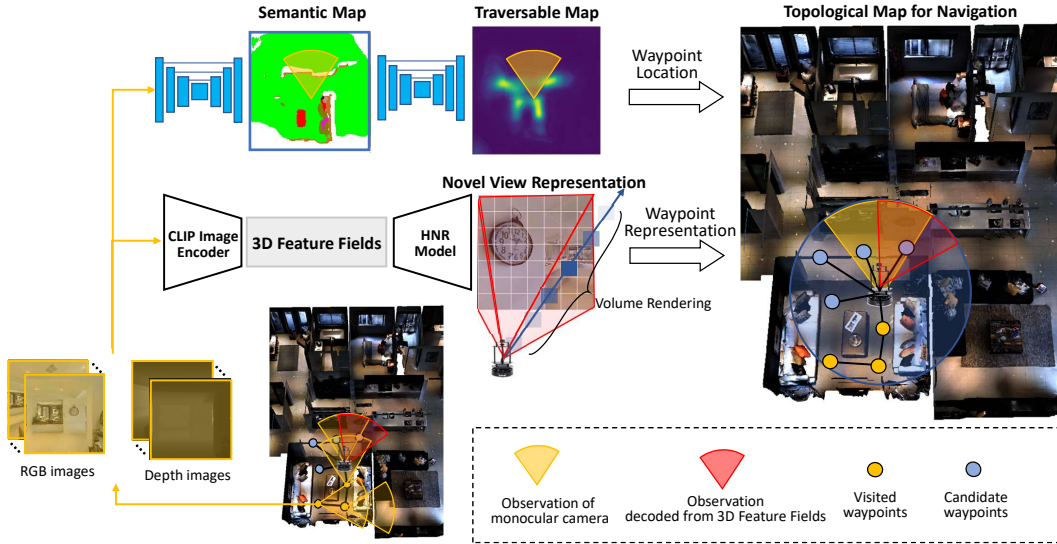 Semantic Map
Traversable Map
Topological Map for Navigation
Waypoint
Location
CLIP Image
Encoder
3D Feature Fields
HNR
Model
Novel View Representation
Waypoint
Representation
Volume Rendering
RGB images
Depth images
Observation of
monocular camera
Observation
decoded from 3D Feature Fields
Visited
waypoints
Candidate
waypoints